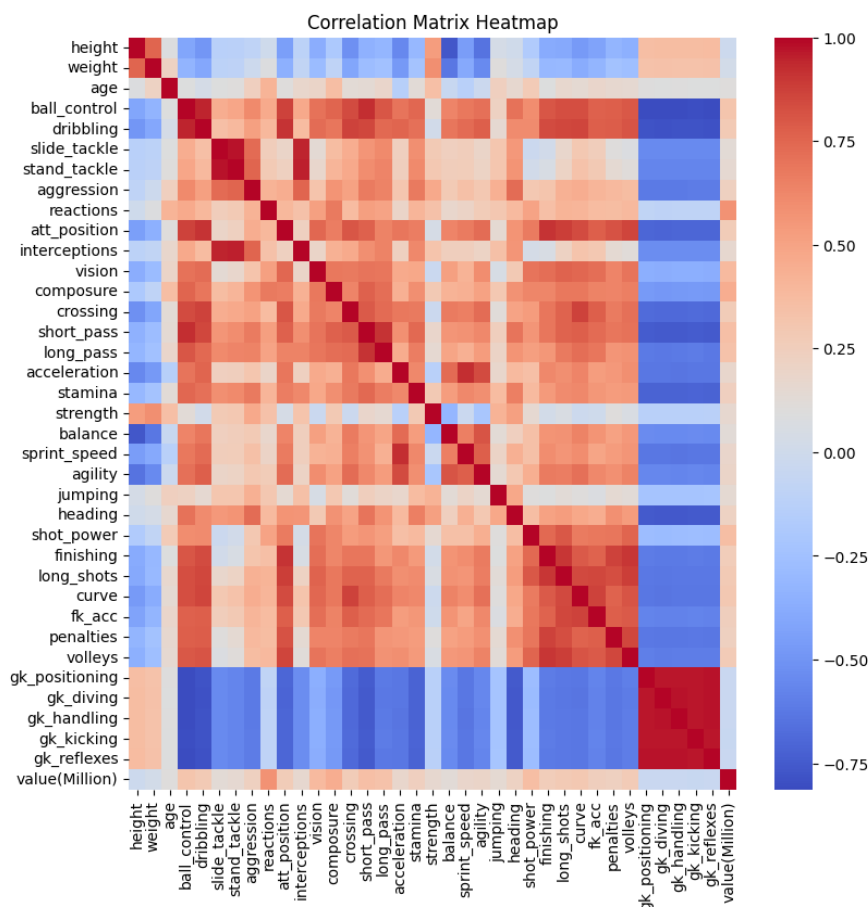 Correlation Matrix Heatmap
height
weight
age
ball_control
dribbling
slide_tackle
stand_tackle
aggression
reactions
att_position
interceptions
vision
composure
crossing
short_pass
long_pass
acceleration
stamina
strength
balance
sprint_speed
agility
jumping
heading
shot_power
finishing
long_shots
curve
fk_acc
penalties
volleys
gk_positioning
gk_diving
gk_handling
gk_kicking
gk_reflexes
value(Million)
height
weight
age
ball_control
dribbling
slide_tackle
stand_tackle
aggression
reactions
att_position
interceptions
vision
composure
crossing
short_pass
long_pass
acceleration
stamina
strength
balance
sprint_speed
agility
jumping
heading
shot_power
finishing
long_shots
curve
fk_acc
penalties
volleys
gk_positioning
gk_diving
gk_handling
gk_kicking
gk_reflexes
value(Million)
1.00
0.75
0.50
0.25
0.00
−0.25
−0.50
−0.75